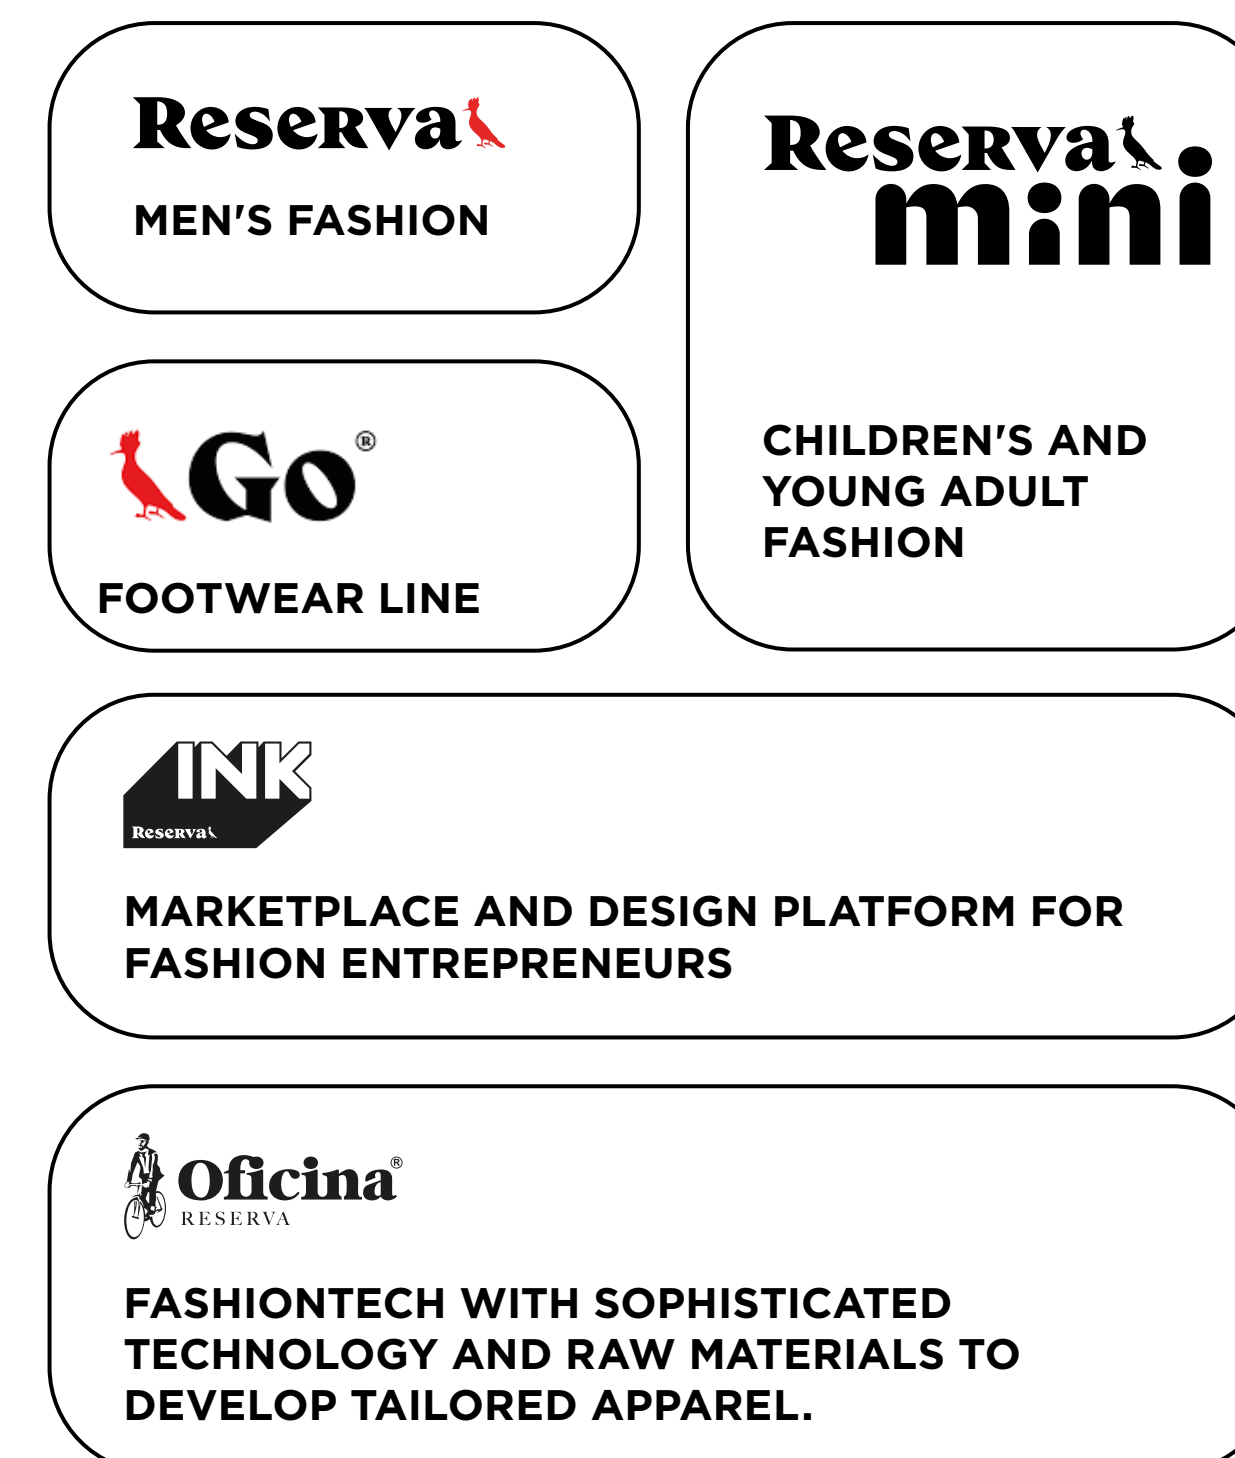 Reserva
MEN'S FASHION
Go®
FOOTWEAR LINE
Reserva
mini
CHILDREN'S AND
YOUNG ADULT
FASHION
INK
Reserva
MARKETPLACE AND DESIGN PLATFORM FOR
FASHION ENTREPRENEURS
Oficina®
RESERVA
FASHIONTECH WITH SOPHISTICATED
TECHNOLOGY AND RAW MATERIALS TO
DEVELOP TAILORED APPAREL.